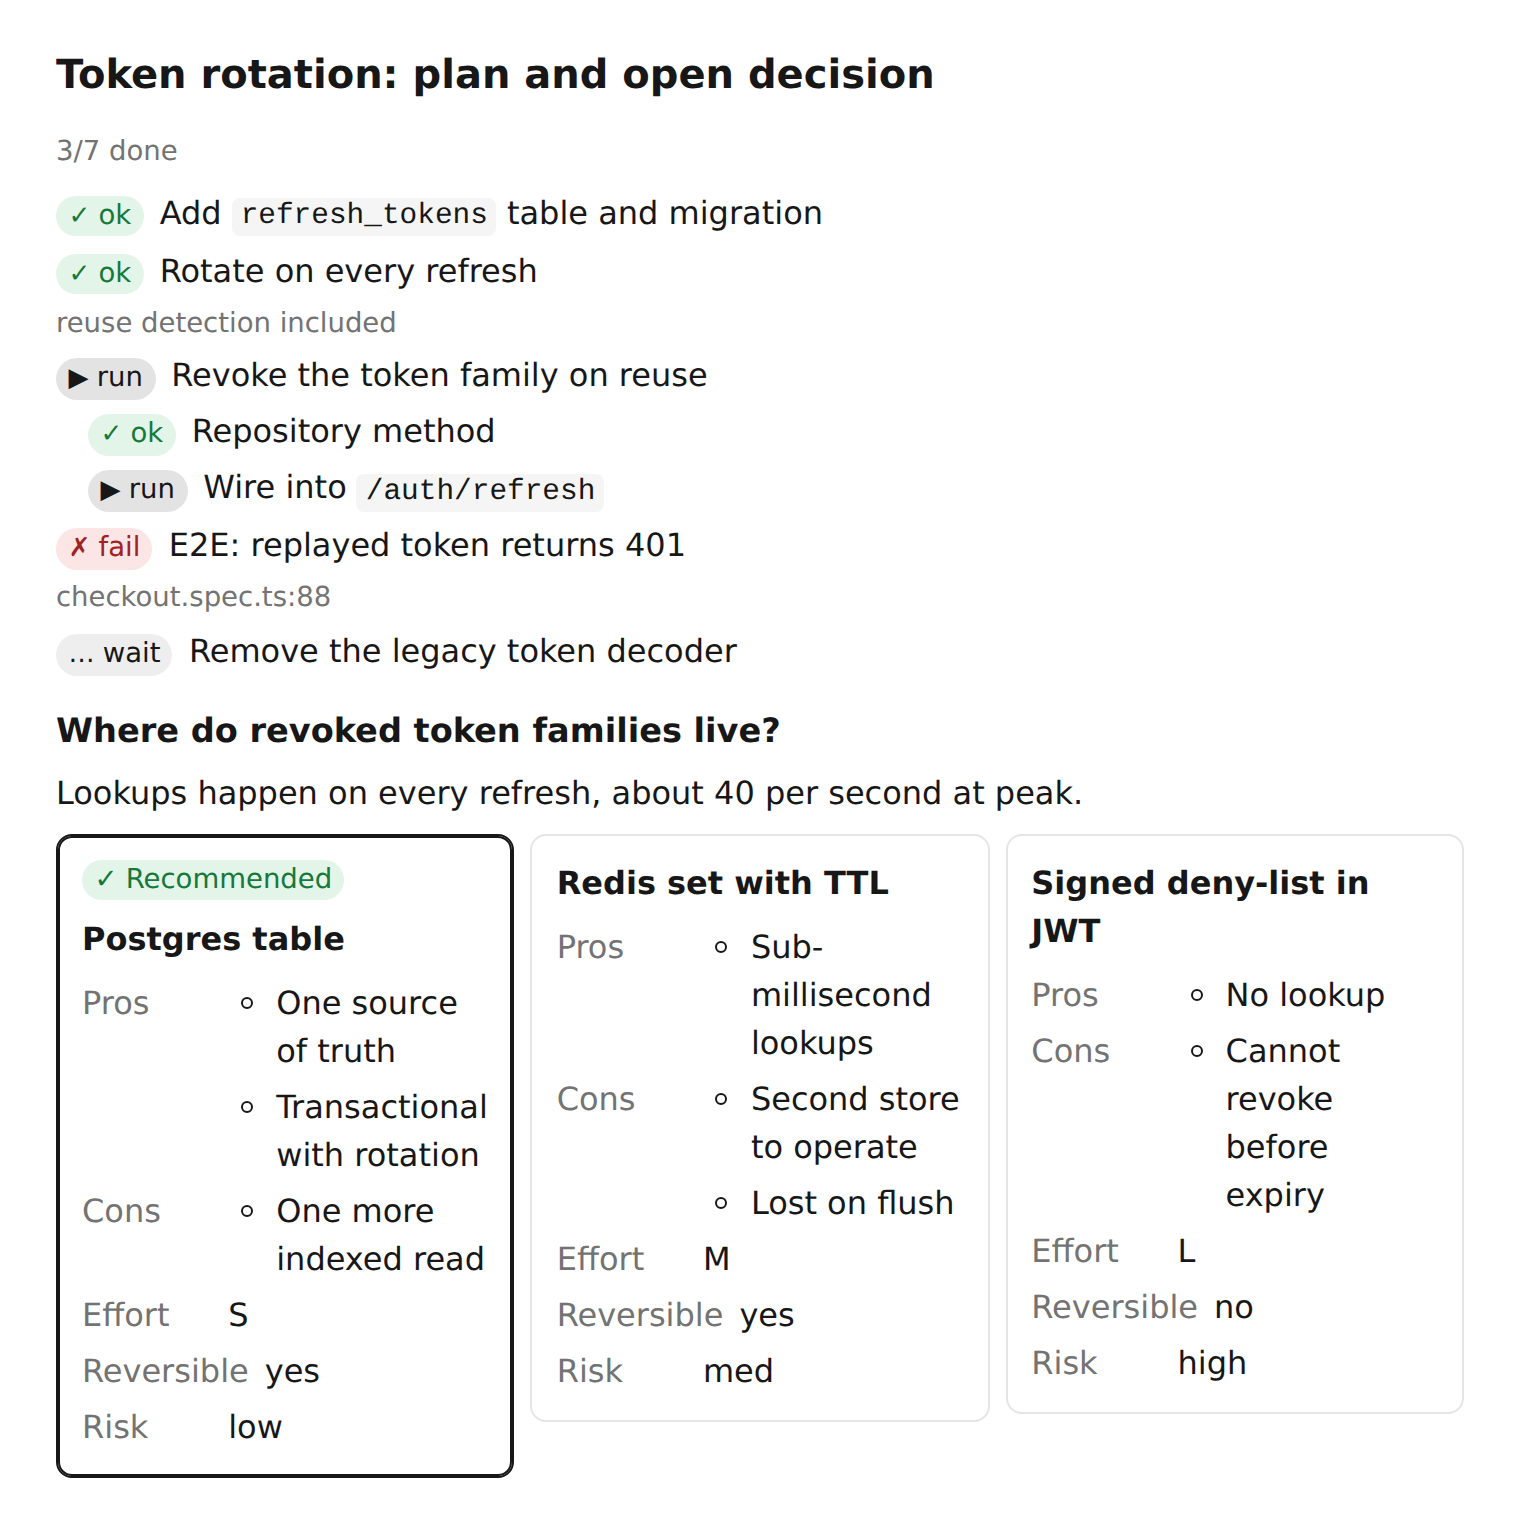 Token rotation: plan and open decision
3/7 done
✓ ok Add refresh_tokens table and migration
✓ ok Rotate on every refresh
reuse detection included
▶ run Revoke the token family on reuse
✓ ok Repository method
▶ run Wire into /auth/refresh
✗ fail E2E: replayed token returns 401
checkout.spec.ts:88
... wait Remove the legacy token decoder
Where do revoked token families live?
Lookups happen on every refresh, about 40 per second at peak.
✓ Recommended
Postgres table
Pros
One source
of truth
Transactional
with rotation
Cons
One more
indexed read
Effort S
Reversible yes
Risk low
Redis set with TTL
Pros
Sub-
millisecond
lookups
Cons
Second store
to operate
Lost on flush
Effort M
Reversible yes
Risk med
Signed deny-list in
JWT
Pros
No lookup
Cons
Cannot
revoke
before
expiry
Effort L
Reversible no
Risk high